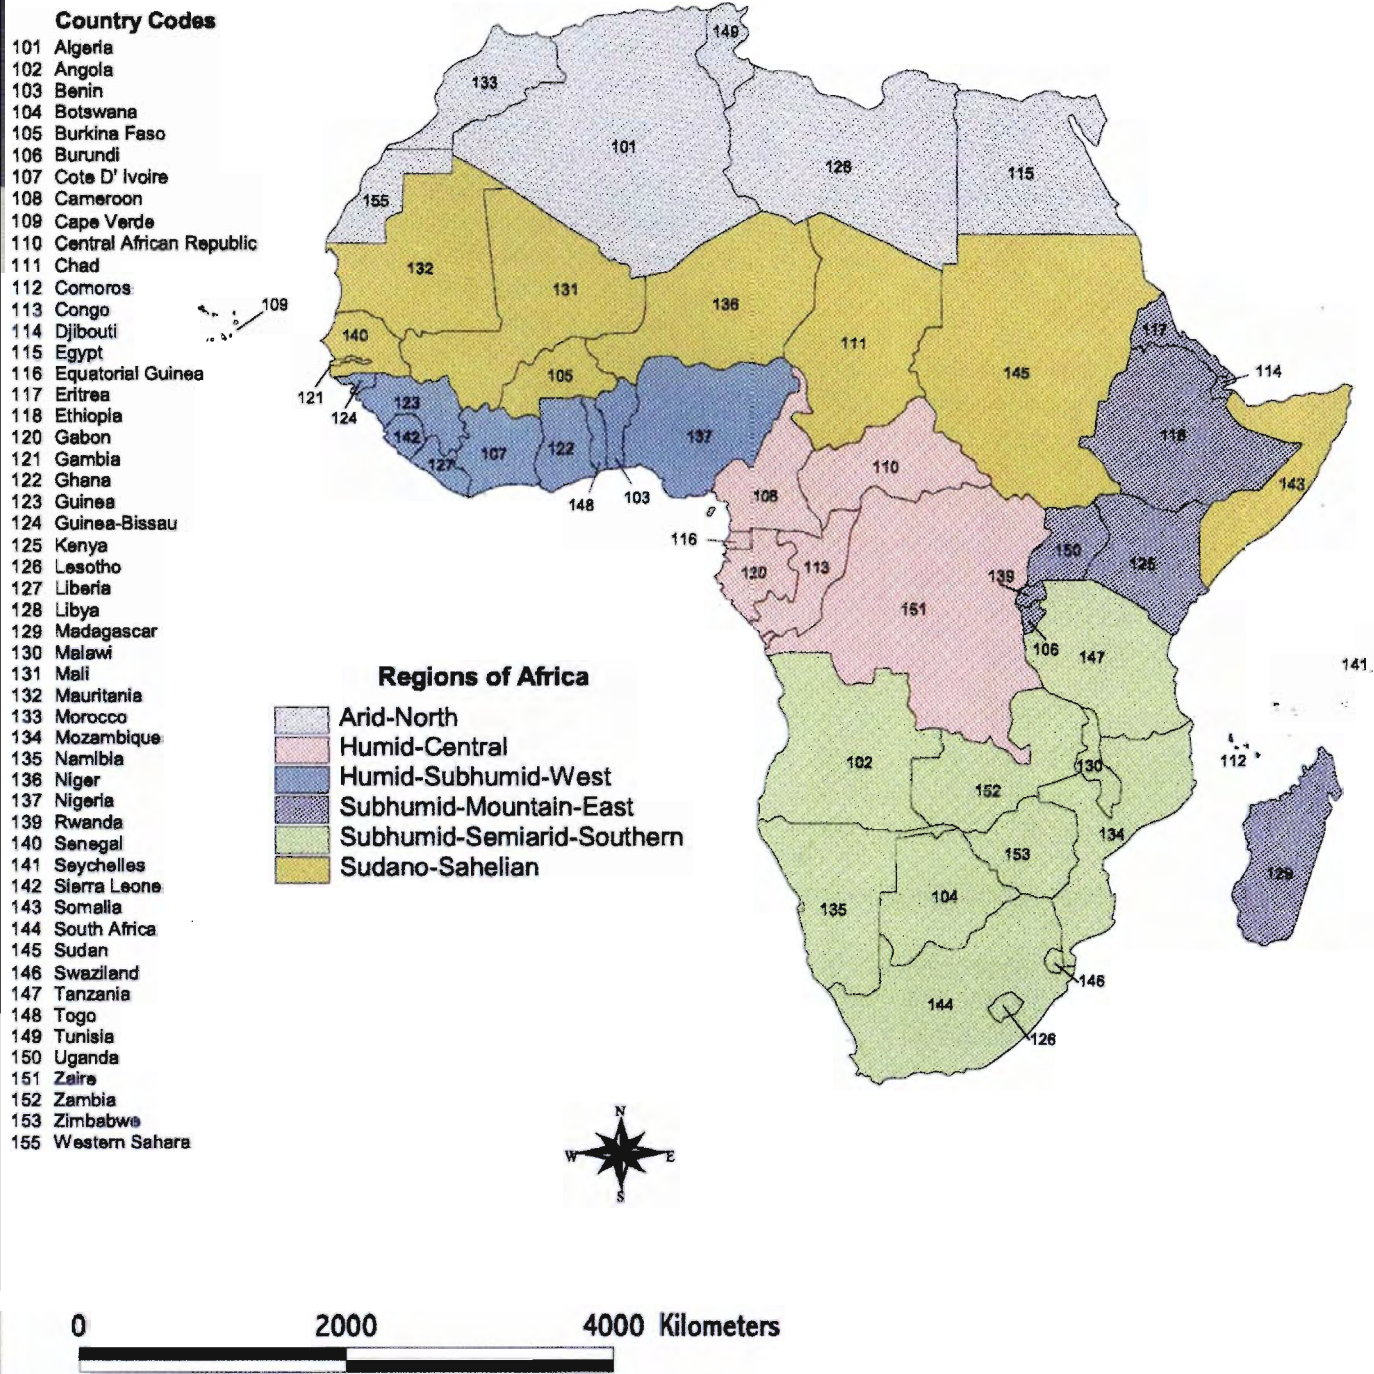 Country Codes
101 Algeria
102 Angola
103 Benin
104 Botswana
105 Burkina Faso
106 Burundi
107 Cote D' Ivoire
108 Cameroon
109 Cape Verde
110 Central African Republic
111 Chad
112 Comoros
113 Congo
114 Djibouti
115 Egypt
116 Equatorial Guinea
117 Eritrea
118 Ethiopia
120 Gabon
121 Gambia
122 Ghana
123 Guinea
124 Guinea-Bissau
125 Kenya
126 Lesotho
127 Liberia
128 Libya
129 Madagascar
130 Malawi
131 Mali
132 Mauritania
133 Morocco
134 Mozambique
135 Namibia
136 Niger
137 Nigeria
139 Rwanda
140 Senegal
141 Seychelles
142 Sierra Leone
143 Somalia
144 South Africa
145 Sudan
146 Swaziland
147 Tanzania
148 Togo
149 Tunisia
150 Uganda
151 Zaire
152 Zambia
153 Zimbabwe
155 Western Sahara
149
133
101
128
115
155
132
131
136
111
145
109
140
117
114
121
124
105
123
142
127
107
122
137
118
143
148
103
110
108
116
120
113
150
125
139
151
106
147
141
102
152
130
112
134
153
104
135
129
144
146
126
Regions of Africa
Arid-North
Humid-Central
Humid-Subhumid-West
Subhumid-Mountain-East
Subhumid-Semiarid-Southern
Sudano-Sahelian
N
W E
S
0 2000 4000 Kilometers